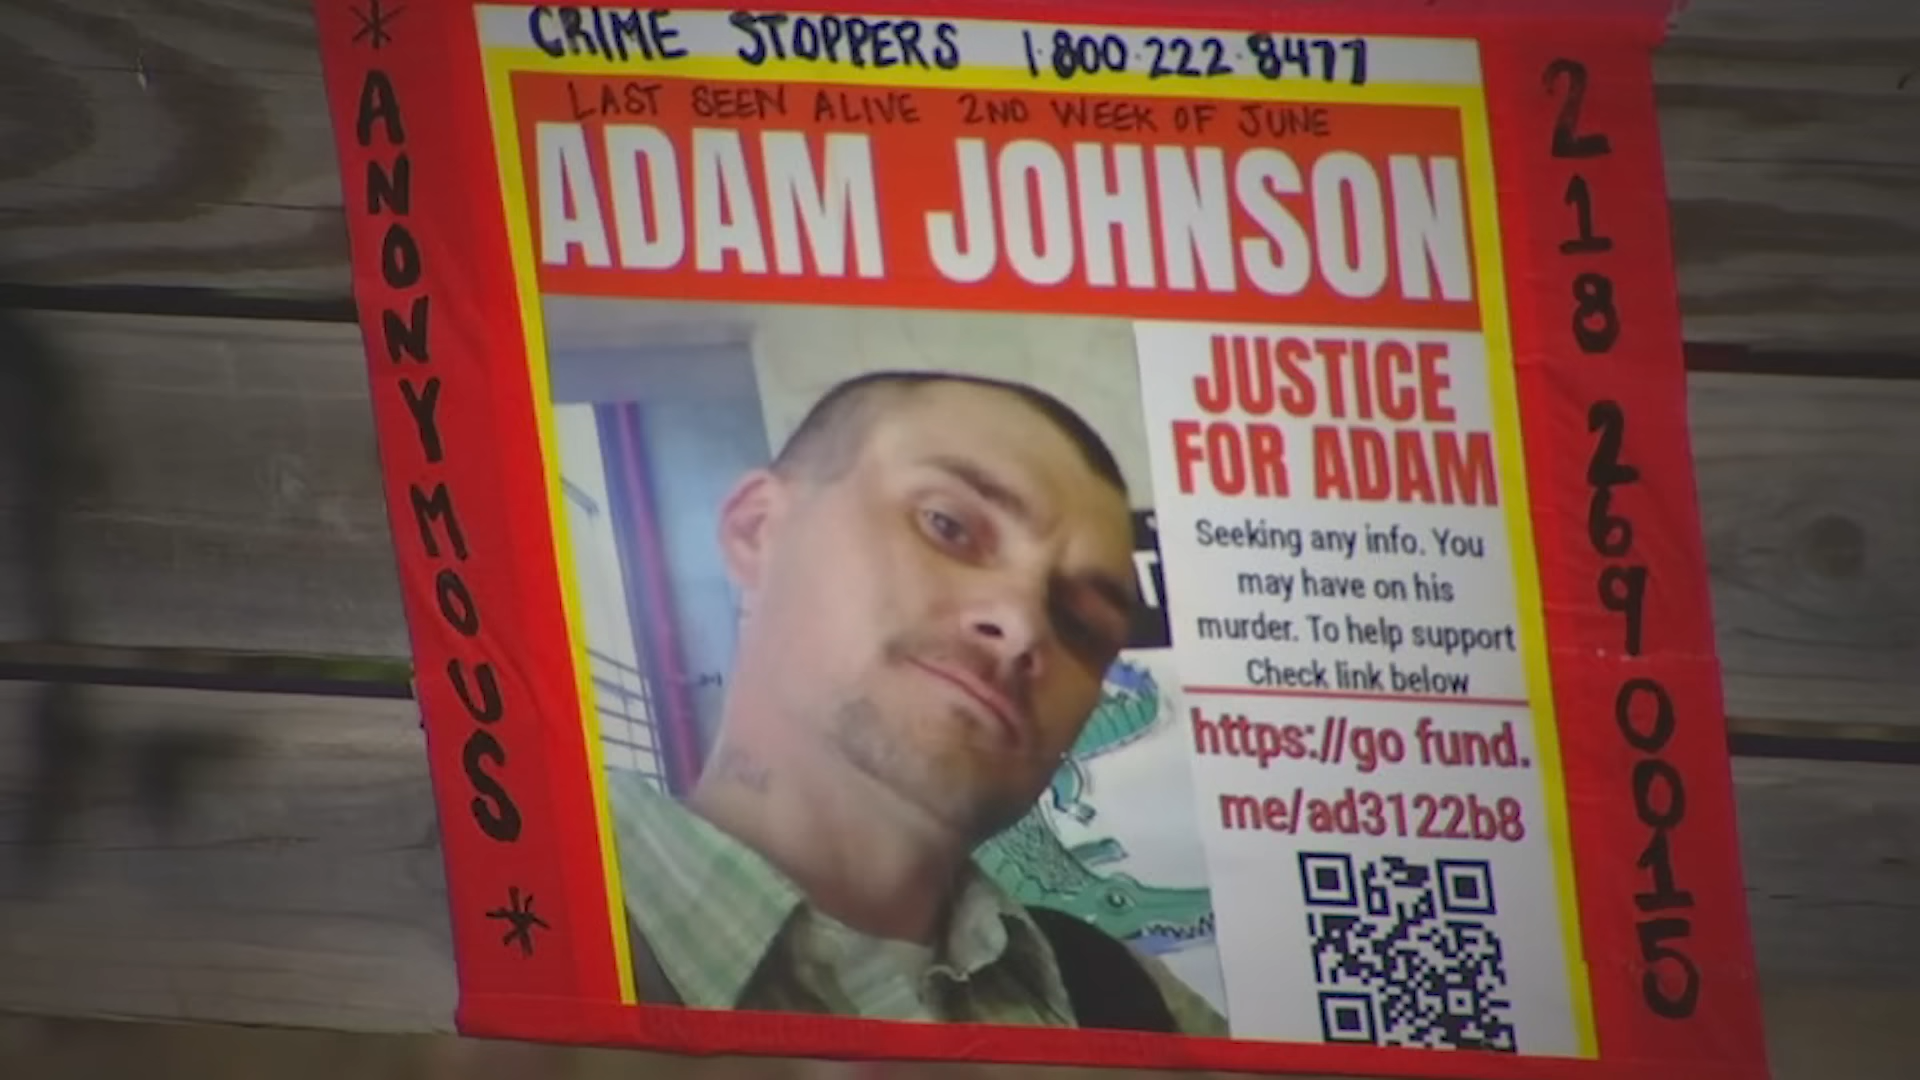 *ANONYMOUS*
CRIME STOPPERS 1·800·222·8477
LAST SEEN ALIVE 2ND WEEK OF JUNE
ADAM JOHNSON
JUSTICE
FOR ADAM
Seeking any info. You
may have on his
murder. To help support
Check link below
https://go fund.
me/ad3122b8
218 269 0015